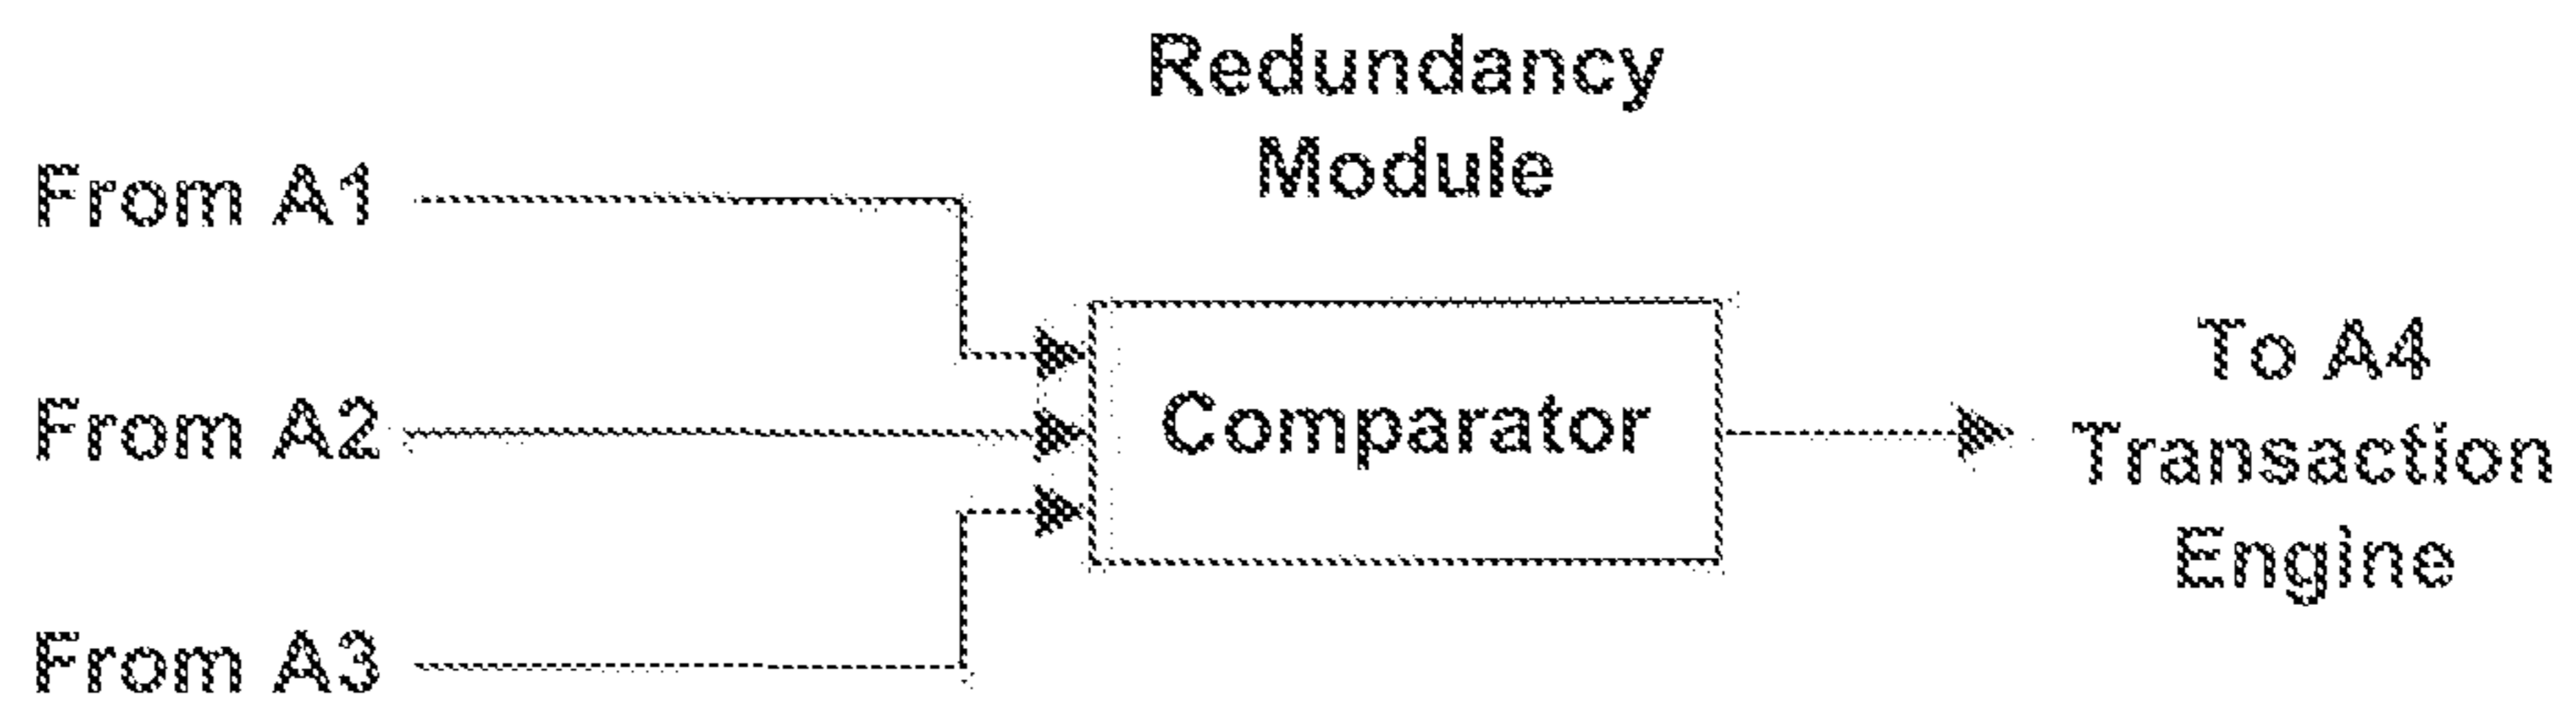 Redundancy
Module
From A1
From A2
From A3
Comparator
To A4
Transaction
Engine